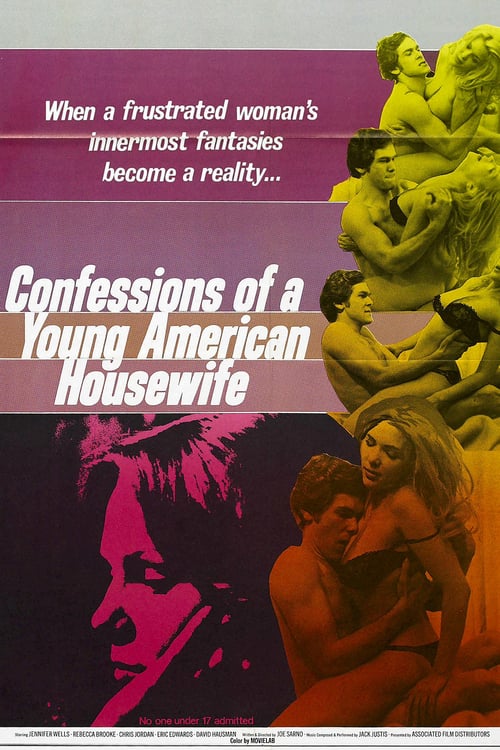 When a frustrated woman's
innermost fantasies
become a reality...
Confessions of a
Young American
Housewife
No one under 17 admitted
Starring JENNIFER WELLS · REBECCA BROOKE · CHRIS JORDAN · ERIC EDWARDS · DAVID HAUSMAN Written & Directed by JOE SARNO Music Composed & Performed by JACK JUSTIS Presented by ASSOCIATED FILM DISTRIBUTORS
Color by MOVIELAB